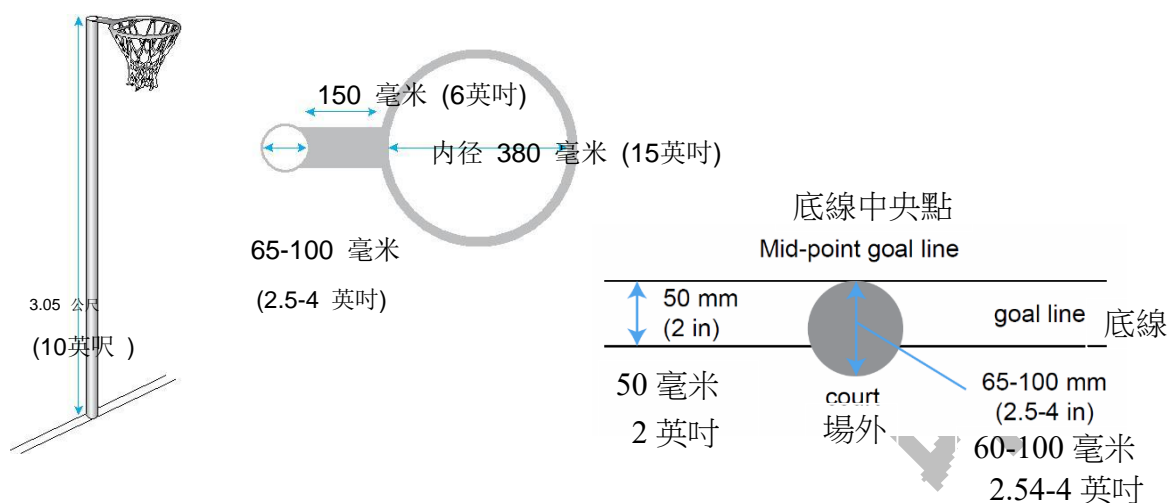 150 毫米 (6英吋)
内径 380 毫米 (15英吋)
65-100 毫米
(2.5-4 英吋)
3.05 公尺
(10英呎 )
底線中央點
Mid-point goal line
50 mm
(2 in)
goal line 底線
50 毫米
2 英吋
court
場外
65-100 mm
(2.5-4 in)
60-100 毫米
2.54-4 英吋